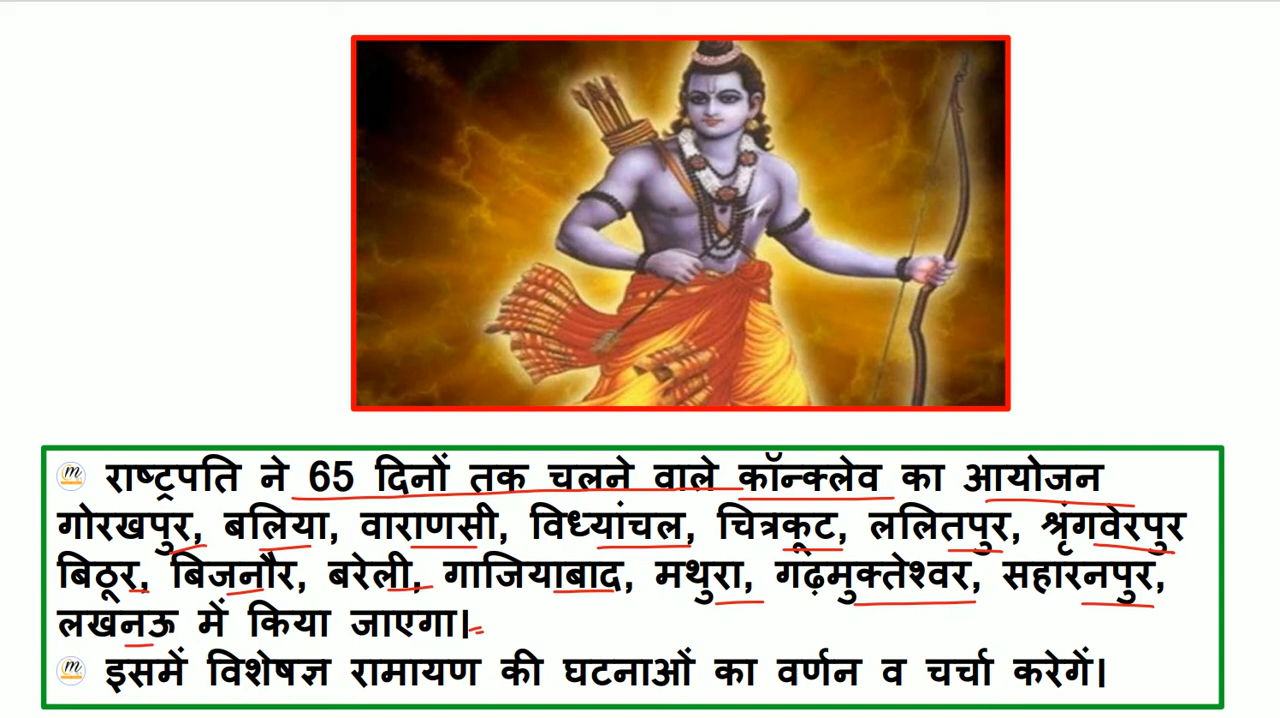 राष्ट्रपति ने 65 दिनों तक चलने वाले कॉन्क्लेव का आयोजन
गोरखपुर, बलिया, वाराणसी, विध्यांचल, चित्रकूट, ललितपुर, श्रृंगवेरपुर
बिठूर, बिजनौर, बरेली, गाजियाबाद, मथुरा, गढ़मुक्तेश्वर, सहारनपुर,
लखनऊ में किया जाएगा।
इसमें विशेषज्ञ रामायण की घटनाओं का वर्णन व चर्चा करेगें।